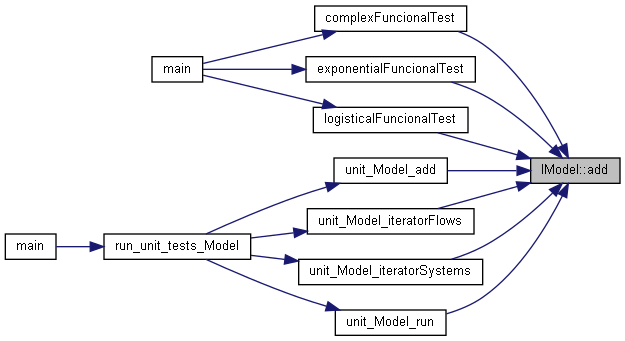 complexFuncionalTest
main
exponentialFuncionalTest
logisticalFuncionalTest
IModel::add
unit_Model_add
unit_Model_iteratorFlows
main
run_unit_tests_Model
unit_Model_iteratorSystems
unit_Model_run